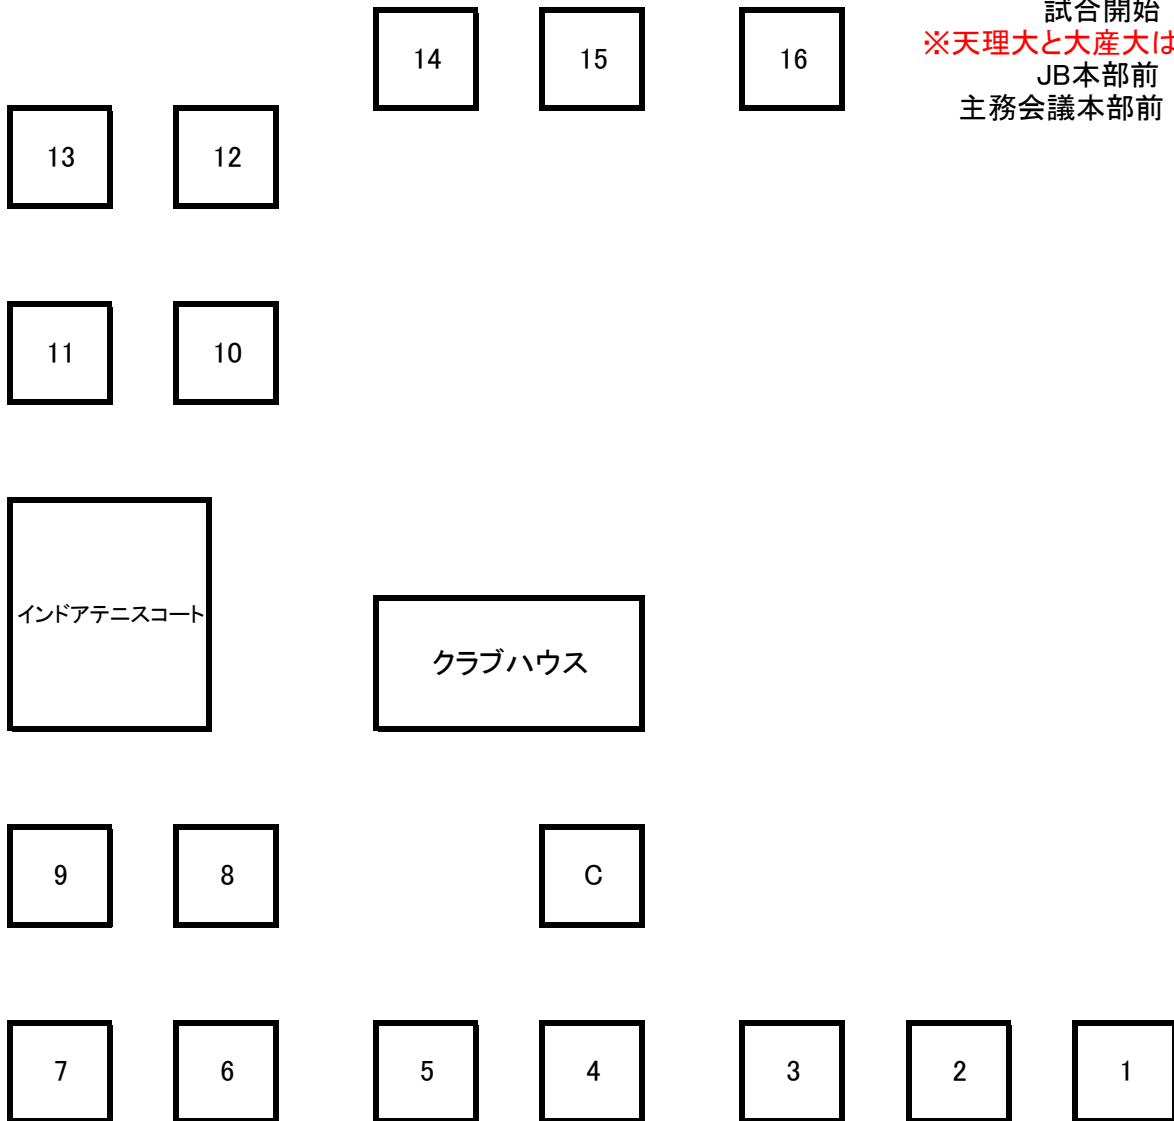 試合開始
14 15 16
※天理大と大産大は
JB本部前
主務会議本部前
13 12
11 10
インドアテニスコート
クラブハウス
9 8 C
7 6 5 4 3 2 1